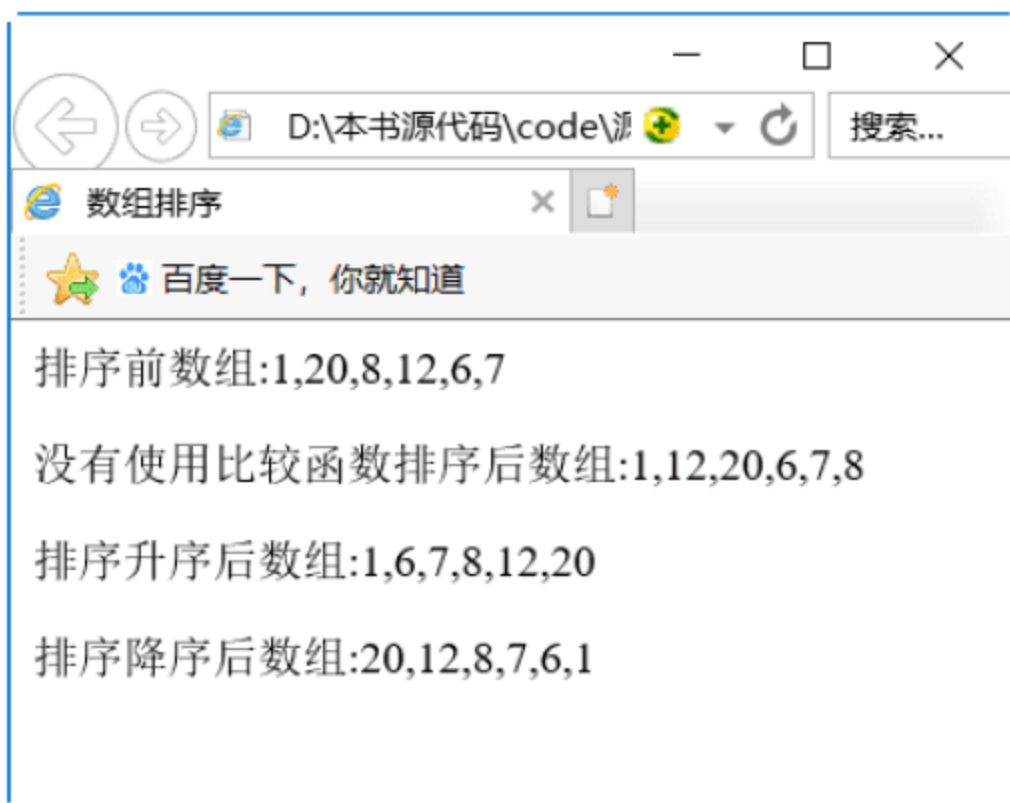 D:\本书源代码\code\
搜索...
数组排序
百度一下，你就知道
排序前数组:1,20,8,12,6,7
没有使用比较函数排序后数组:1,12,20,6,7,8
排序升序后数组:1,6,7,8,12,20
排序降序后数组:20,12,8,7,6,1